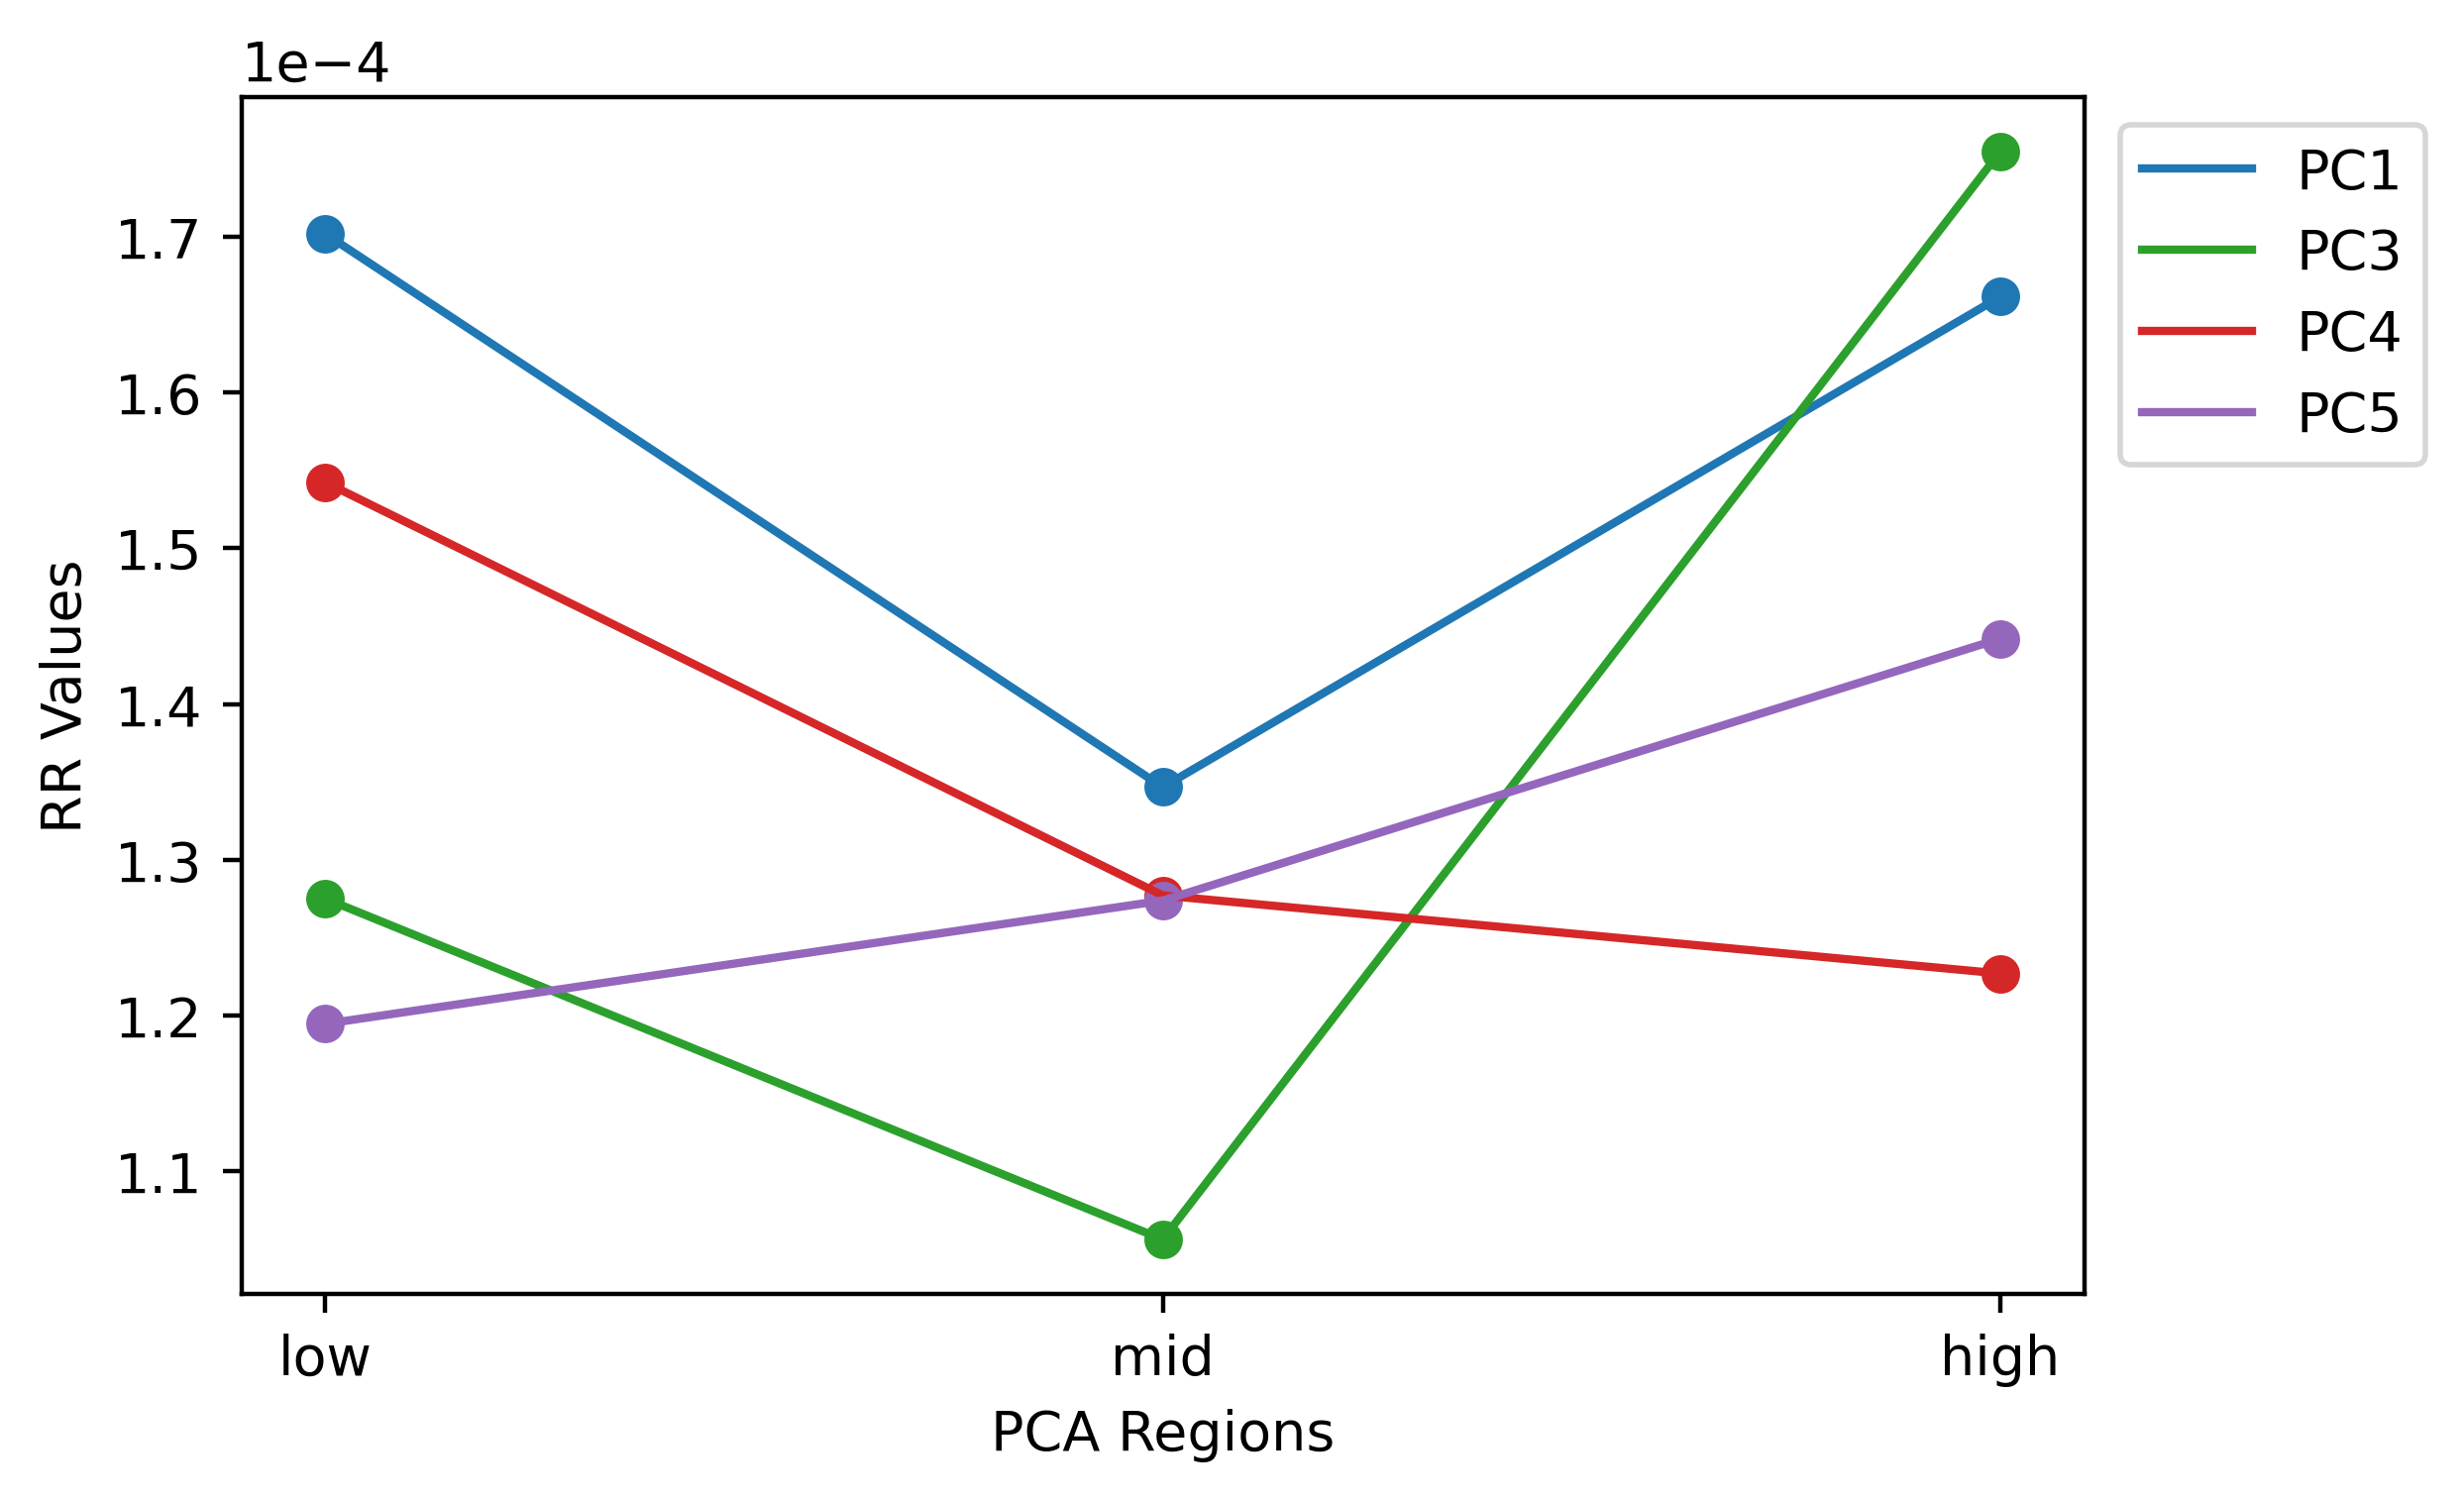 1e−4
1.7
1.6
1.5
1.4
1.3
1.2
1.1
RR Values
low mid high
PCA Regions
PC1
PC3
PC4
PC5